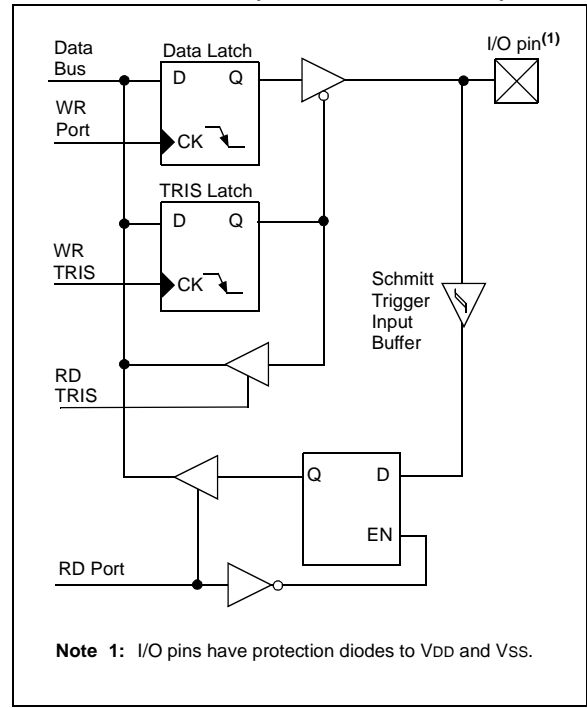 Data
Bus
Data Latch
I/O pin(1)
D Q
WR
Port
CK
TRIS Latch
D Q
WR
TRIS
CK
Schmitt
Trigger
Input
Buffer
RD
TRIS
Q D
EN
RD Port
Note 1: I/O pins have protection diodes to VDD and VSS.